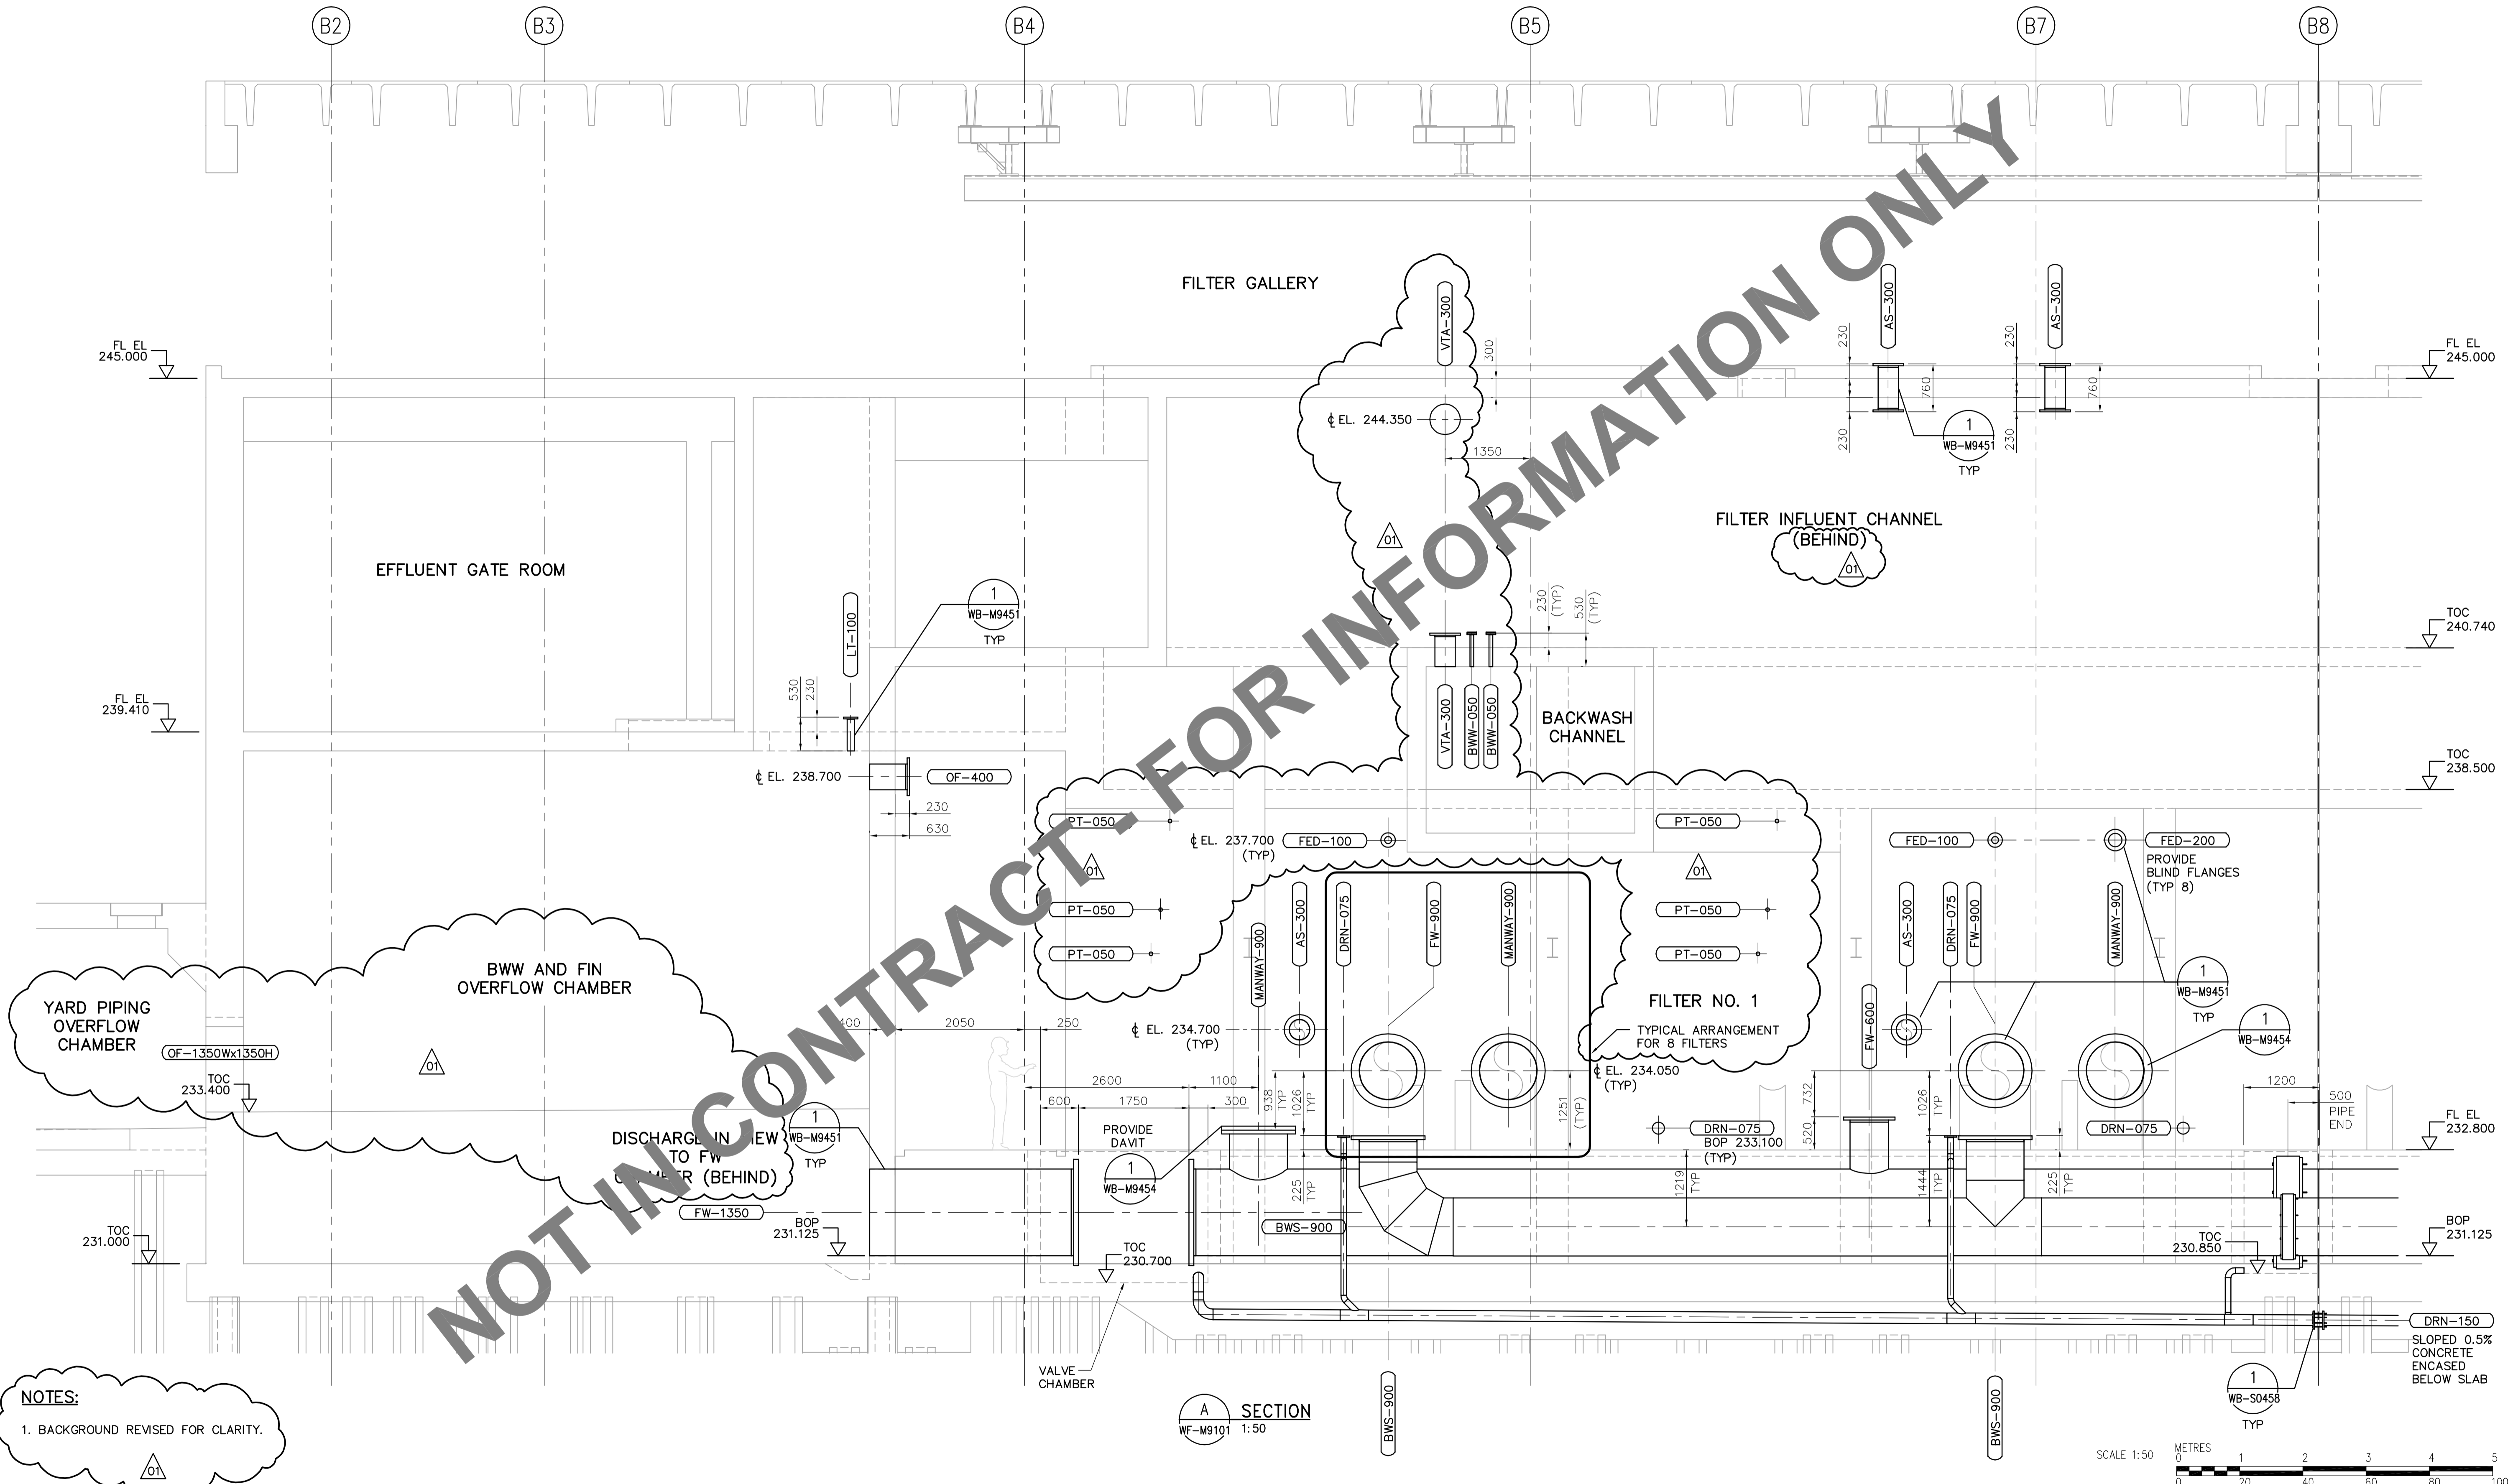 B2
B3
B4
B5
B7
B8
FILTER GALLERY
VTA-300
300
AS-300
AS-300
230
230
FL EL
245.000
FL EL
245.000
760
760
℄ EL. 244.350
230
230
1
WB-M9451
TYP
1350
FILTER INFLUENT CHANNEL
(BEHIND)
01
01
EFFLUENT GATE ROOM
1
WB-M9451
TYP
LT-100
230
(TYP)
530
(TYP)
TOC
240.740
530
230
FL EL
239.410
VTA-300
BWW-050
BWW-050
BACKWASH
CHANNEL
℄ EL. 238.700
OF-400
TOC
238.500
230
630
PT-050
PT-050
℄ EL. 237.700
(TYP)
FED-100
FED-100
FED-200
PROVIDE
BLIND FLANGES
(TYP 8)
01
01
PT-050
PT-050
PT-050
PT-050
MANWAY-900
AS-300
DRN-075
FW-900
MANWAY-900
AS-300
DRN-075
FW-900
MANWAY-900
FW-600
1
WB-M9451
TYP
BWW AND FIN
OVERFLOW CHAMBER
YARD PIPING
OVERFLOW
CHAMBER
OF-1350Wx1350H
01
TOC
233.400
FILTER NO. 1
TYPICAL ARRANGEMENT
FOR 8 FILTERS
1
WB-M9454
400
2050
250
℄ EL. 234.700
(TYP)
℄ EL. 234.050
(TYP)
2600
1100
600
1750
300
938
TYP
1026
TYP
1251
(TYP)
732
520
1026
TYP
1200
500
PIPE
END
FL EL
232.800
DRN-075
BOP 233.100
(TYP)
DRN-075
PROVIDE
DAVIT
1
WB-M9454
1
WB-M9451
TYP
DISCHARGE IN VIEW
TO FW
CHAMBER (BEHIND)
225
TYP
1219
TYP
1444
TYP
225
TYP
FW-1350
BWS-900
TOC
231.000
BOP
231.125
TOC
230.700
TOC
230.850
BOP
231.125
DRN-150
SLOPED 0.5%
CONCRETE
ENCASED
BELOW SLAB
VALVE
CHAMBER
BWS-900
BWS-900
1
WB-S0458
TYP
A
WF-M9101
SECTION
1:50
NOTES:
1. BACKGROUND REVISED FOR CLARITY.
01
SCALE 1:50
METRES
0 1 2 3 4 5
0 20 40 60 80 100
NOT IN CONTRACT - FOR INFORMATION ONLY